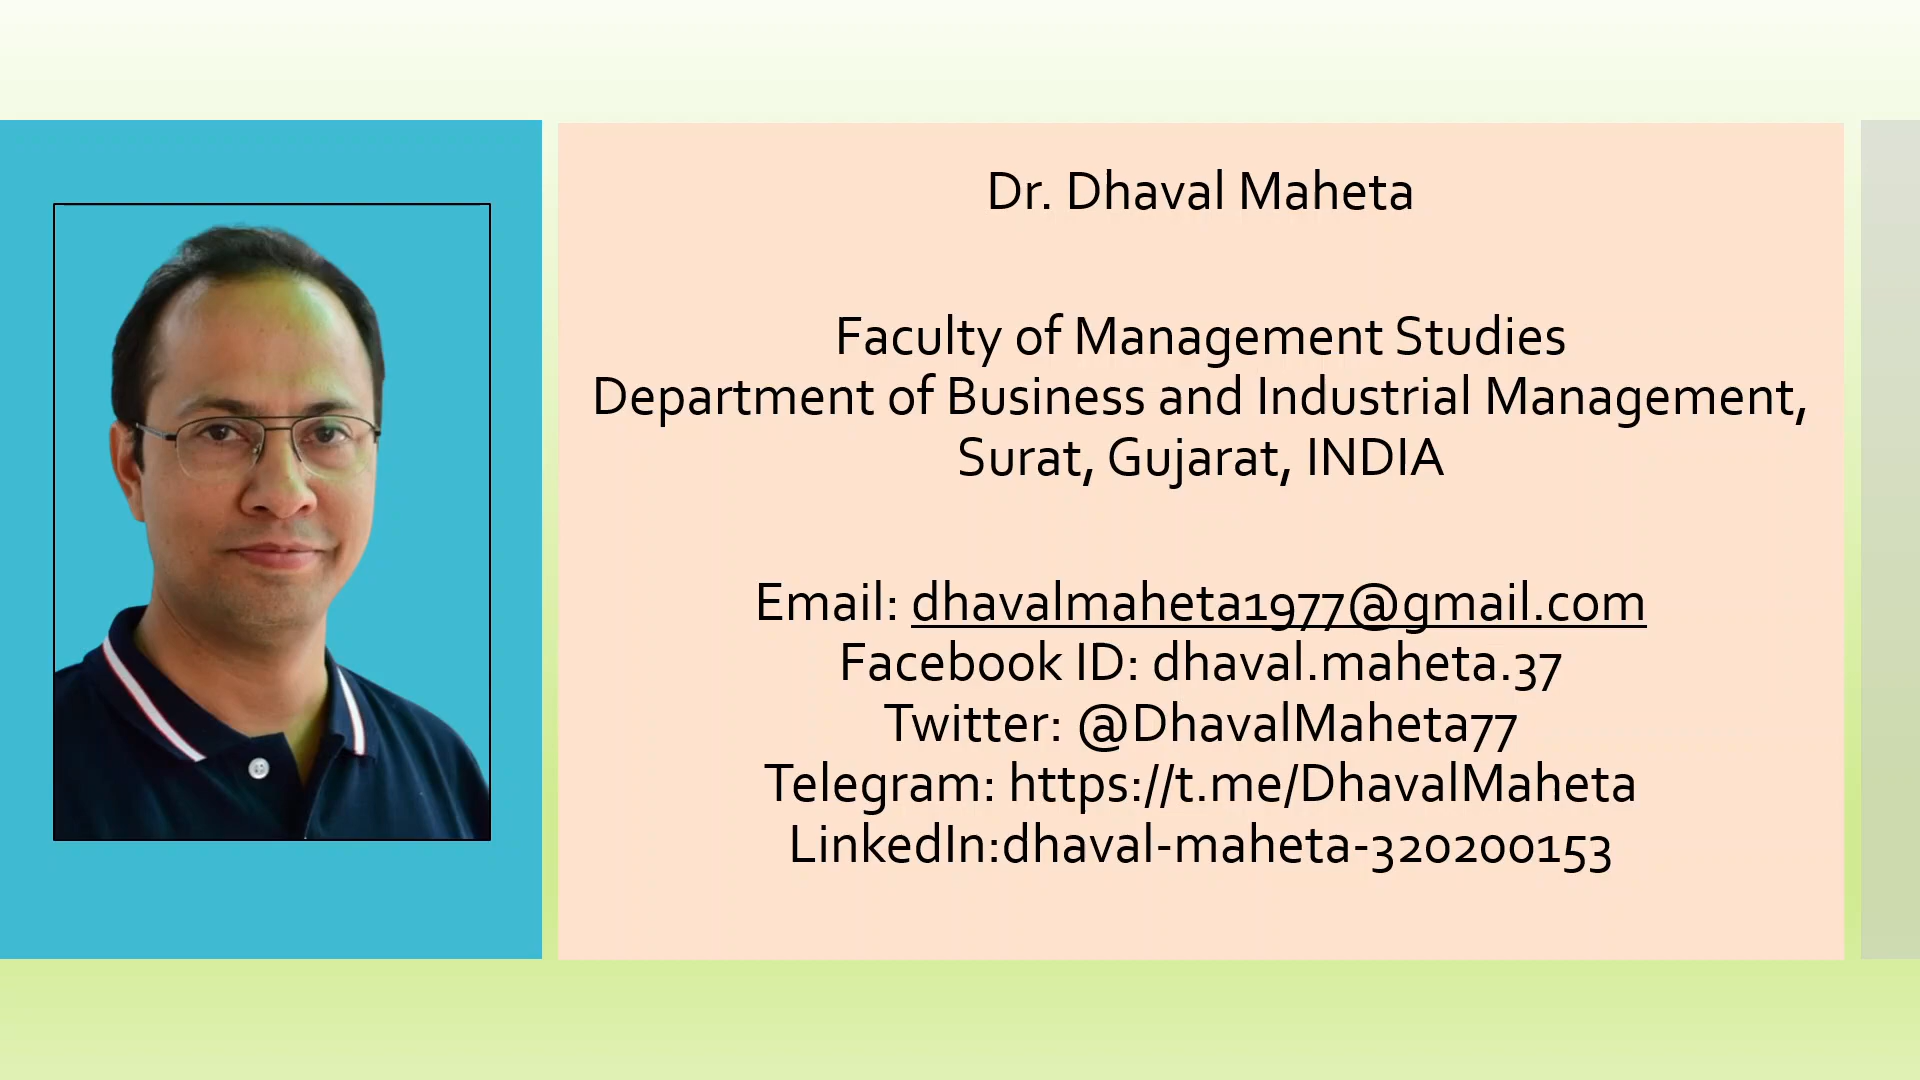 Dr. Dhaval Maheta
Faculty of Management Studies
Department of Business and Industrial Management,
Surat, Gujarat, INDIA
Email: dhavalmaheta1977@gmail.com
Facebook ID: dhaval.maheta.37
Twitter: @DhavalMaheta77
Telegram: https://t.me/DhavalMaheta
LinkedIn:dhaval-maheta-320200153